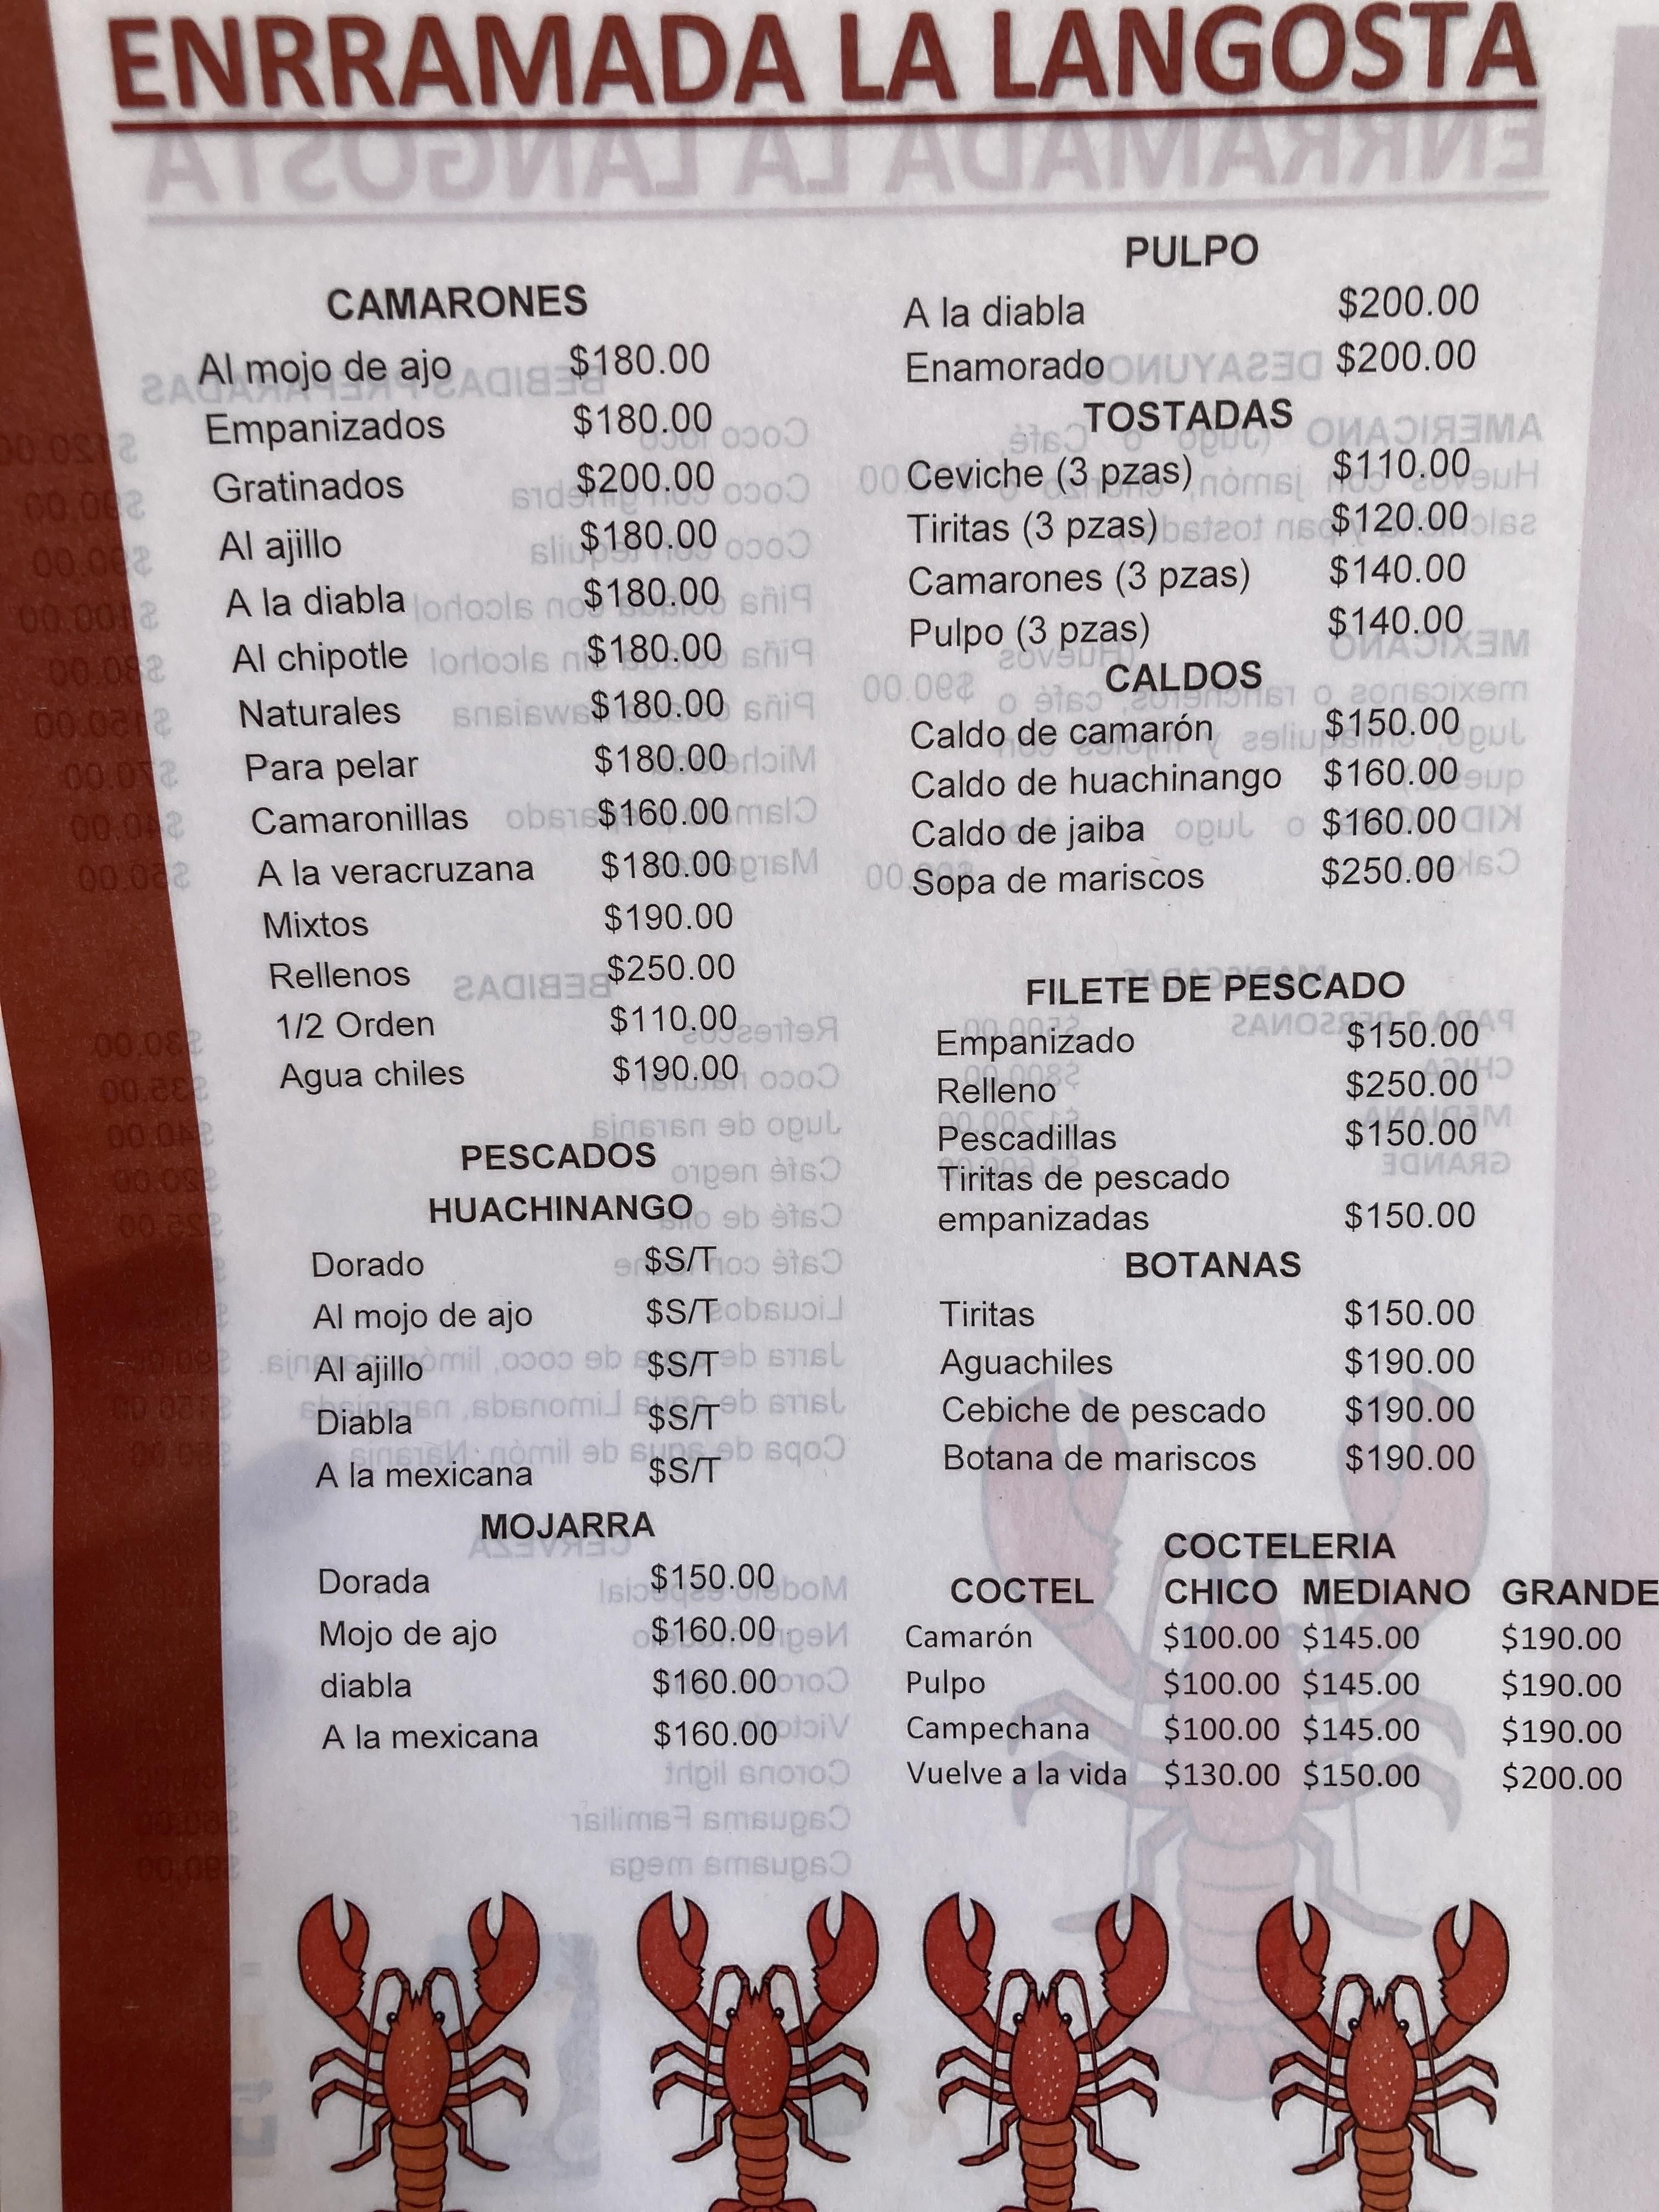 ENRRAMADA LA LANGOSTA
CAMARONES
Al mojo de ajo $180.00
Empanizados $180.00
Gratinados $200.00
Al ajillo $180.00
A la diabla $180.00
Al chipotle $180.00
Naturales $180.00
Para pelar $180.00
Camaronillas $160.00
A la veracruzana $180.00
Mixtos $190.00
Rellenos $250.00
1/2 Orden $110.00
Agua chiles $190.00
PESCADOS
HUACHINANGO
Dorado $S/T
Al mojo de ajo $S/T
Al ajillo $S/T
Diabla $S/T
A la mexicana $S/T
MOJARRA
Dorada $150.00
Mojo de ajo $160.00
diabla $160.00
A la mexicana $160.00
PULPO
A la diabla $200.00
Enamorado $200.00
TOSTADAS
Ceviche (3 pzas) $110.00
Tiritas (3 pzas) $120.00
Camarones (3 pzas) $140.00
Pulpo (3 pzas) $140.00
CALDOS
Caldo de camarón $150.00
Caldo de huachinango $160.00
Caldo de jaiba $160.00
Sopa de mariscos $250.00
FILETE DE PESCADO
Empanizado $150.00
Relleno $250.00
Pescadillas $150.00
Tiritas de pescado
empanizadas $150.00
BOTANAS
Tiritas $150.00
Aguachiles $190.00
Cebiche de pescado $190.00
Botana de mariscos $190.00
COCTELERIA
COCTEL CHICO MEDIANO GRANDE
Camarón $100.00 $145.00 $190.00
Pulpo $100.00 $145.00 $190.00
Campechana $100.00 $145.00 $190.00
Vuelve a la vida $130.00 $150.00 $200.00